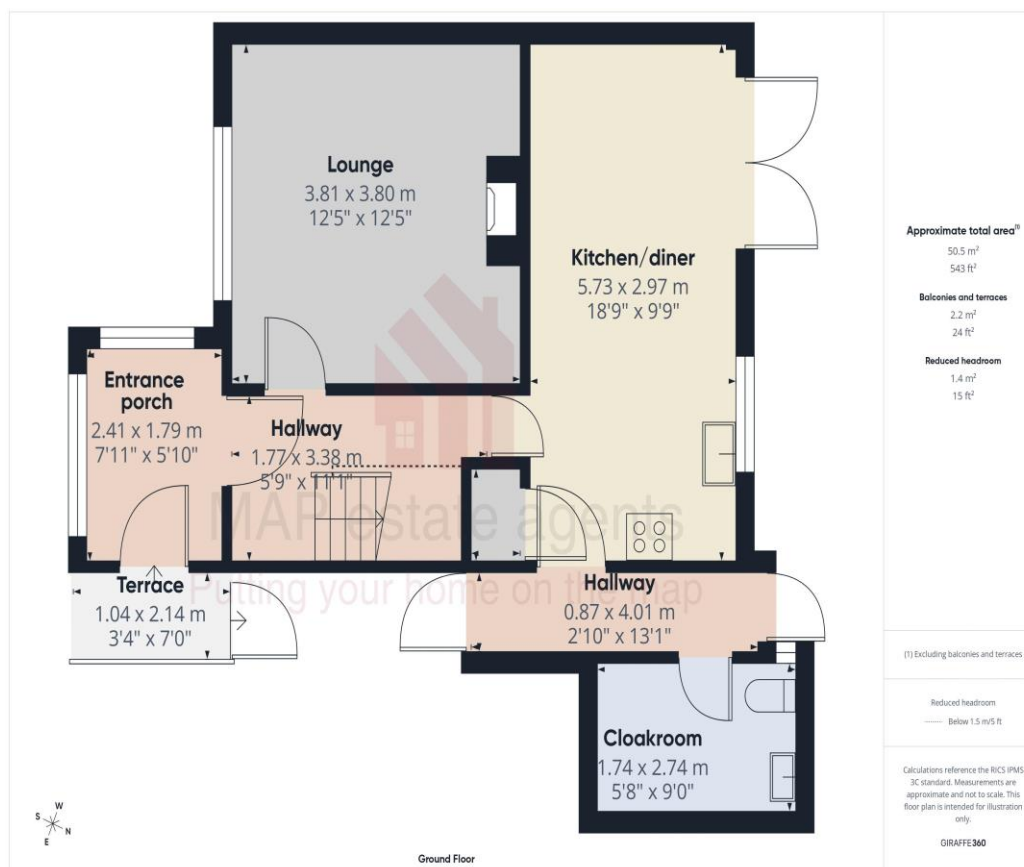 Lounge
3.81 x 3.80 m
12'5" x 12'5"
Kitchen/diner
5.73 x 2.97 m
18'9" x 9'9"
Entrance
porch
2.41 x 1.79 m
7'11" x 5'10"
Hallway
1.77 x 3.38 m
5'9" x 11'1"
MAP estate agents
Putting your home on the map
Terrace
1.04 x 2.14 m
3'4" x 7'0"
Hallway
0.87 x 4.01 m
2'10" x 13'1"
Cloakroom
1.74 x 2.74 m
5'8" x 9'0"
W
S
N
E
Ground Floor
Approximate total area(1)
50.5 m²
543 ft²
Balconies and terraces
2.2 m²
24 ft²
Reduced headroom
1.4 m²
15 ft²
(1) Excluding balconies and terraces
Reduced headroom
Below 1.5 m/5 ft
Calculations reference the RICS IPMS
3C standard. Measurements are
approximate and not to scale. This
floor plan is intended for illustration
only.
GIRAFFE360